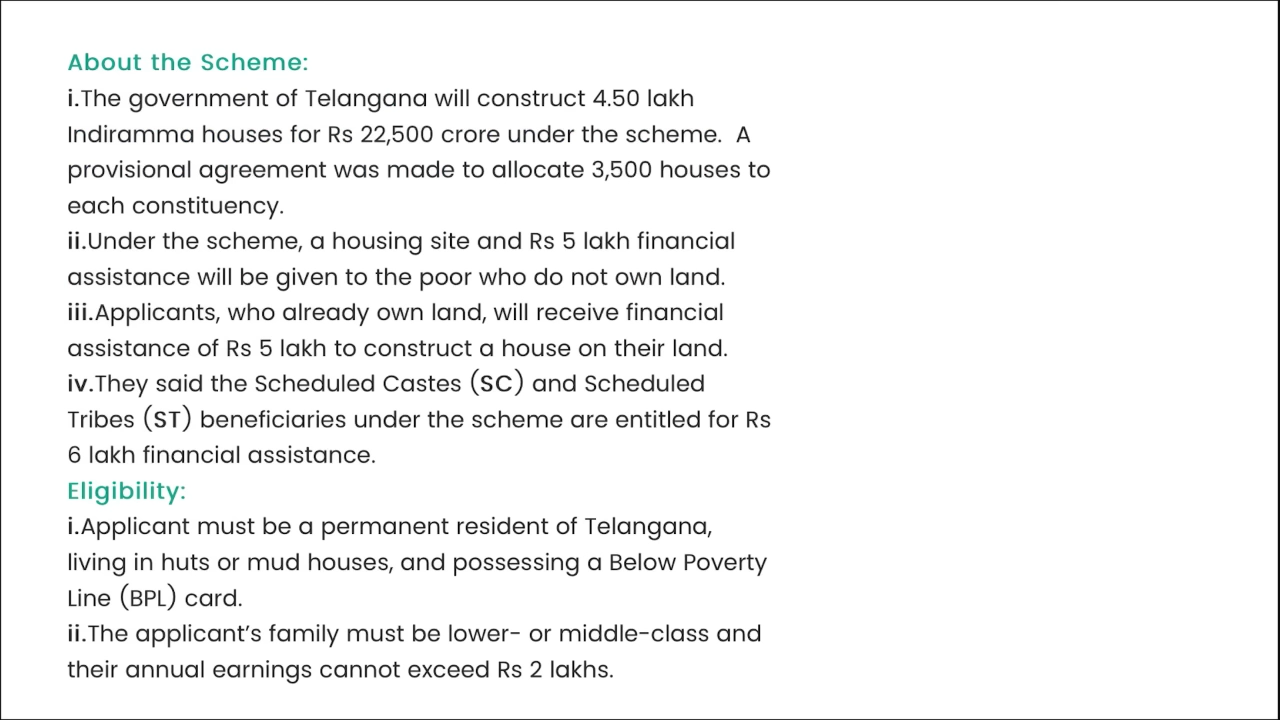 About the Scheme:
i.The government of Telangana will construct 4.50 lakh
Indiramma houses for Rs 22,500 crore under the scheme.  A
provisional agreement was made to allocate 3,500 houses to
each constituency.
ii.Under the scheme, a housing site and Rs 5 lakh financial
assistance will be given to the poor who do not own land.
iii.Applicants, who already own land, will receive financial
assistance of Rs 5 lakh to construct a house on their land.
iv.They said the Scheduled Castes (SC) and Scheduled
Tribes (ST) beneficiaries under the scheme are entitled for Rs
6 lakh financial assistance.
Eligibility:
i.Applicant must be a permanent resident of Telangana,
living in huts or mud houses, and possessing a Below Poverty
Line (BPL) card.
ii.The applicant’s family must be lower- or middle-class and
their annual earnings cannot exceed Rs 2 lakhs.